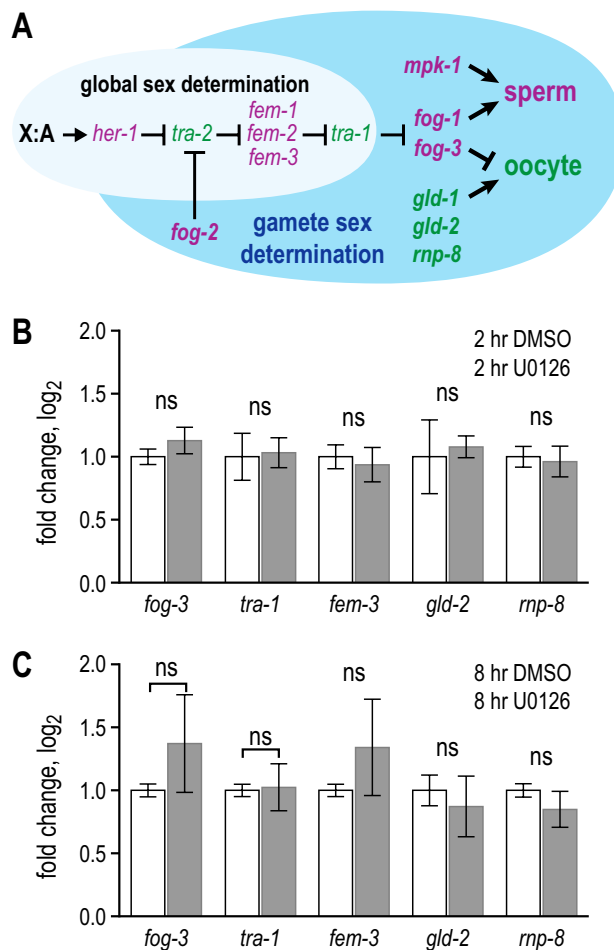 A
global sex determination
X:A
her-1
tra-2
fem-1
fem-2
fem-3
tra-1
fog-2
gamete sex
determination
mpk-1
fog-1
fog-3
gld-1
gld-2
rnp-8
sperm
oocyte
B
fold change, log2
2.0
1.5
1.0
0.5
0.0
2 hr DMSO
2 hr U0126
ns ns ns ns ns
fog-3 tra-1 fem-3 gld-2 rnp-8
C
fold change, log2
2.0
1.5
1.0
0.5
0.0
8 hr DMSO
8 hr U0126
ns ns ns ns ns
fog-3 tra-1 fem-3 gld-2 rnp-8